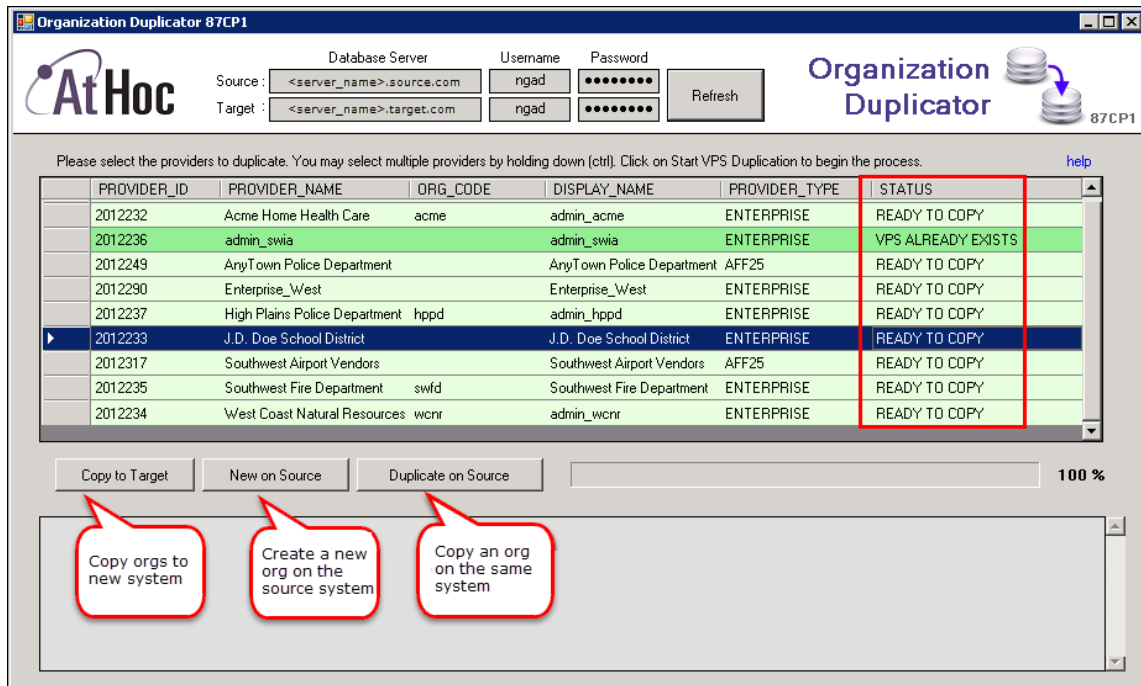 Organization Duplicator 87CP1
AtHoc
Database Server Username Password
Source : <server_name>.source.com ngad ●●●●●●●●
Target : <server_name>.target.com ngad ●●●●●●●●
Refresh
Organization
Duplicator
87CP1
Please select the providers to duplicate. You may select multiple providers by holding down (ctrl). Click on Start VPS Duplication to begin the process. help
PROVIDER_ID PROVIDER_NAME ORG_CODE DISPLAY_NAME PROVIDER_TYPE STATUS
2012232 Acme Home Health Care acme admin_acme ENTERPRISE READY TO COPY
2012236 admin_swia ENTERPRISE VPS ALREADY EXISTS
2012249 AnyTown Police Department AnyTown Police Department AFF25 READY TO COPY
2012290 Enterprise_West Enterprise_West ENTERPRISE READY TO COPY
2012237 High Plains Police Department hppd admin_hppd ENTERPRISE READY TO COPY
2012233 J.D. Doe School District J.D. Doe School District ENTERPRISE READY TO COPY
2012317 Southwest Airport Vendors Southwest Airport Vendors AFF25 READY TO COPY
2012235 Southwest Fire Department swfd Southwest Fire Department ENTERPRISE READY TO COPY
2012234 West Coast Natural Resources wcnr admin_wcnr ENTERPRISE READY TO COPY
Copy to Target New on Source Duplicate on Source 100 %
Copy orgs to
new system
Create a new
org on the
source system
Copy an org
on the same
system